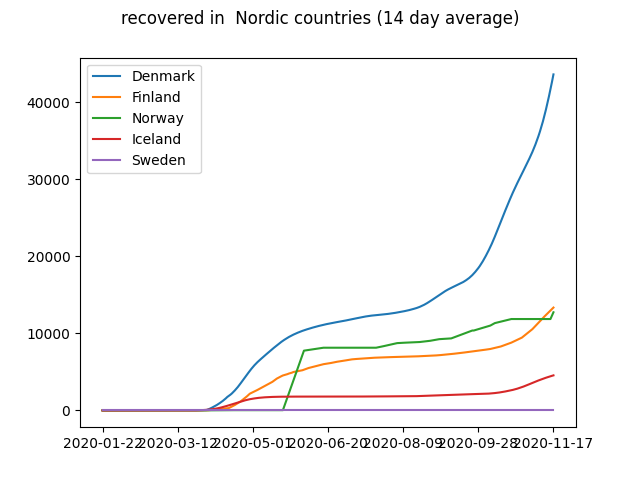 recovered in  Nordic countries (14 day average)
Denmark
Finland
Norway
Iceland
Sweden
40000
30000
20000
10000
0
2020-01-22 2020-03-12 2020-05-01 2020-06-20 2020-08-09 2020-09-28 2020-11-17